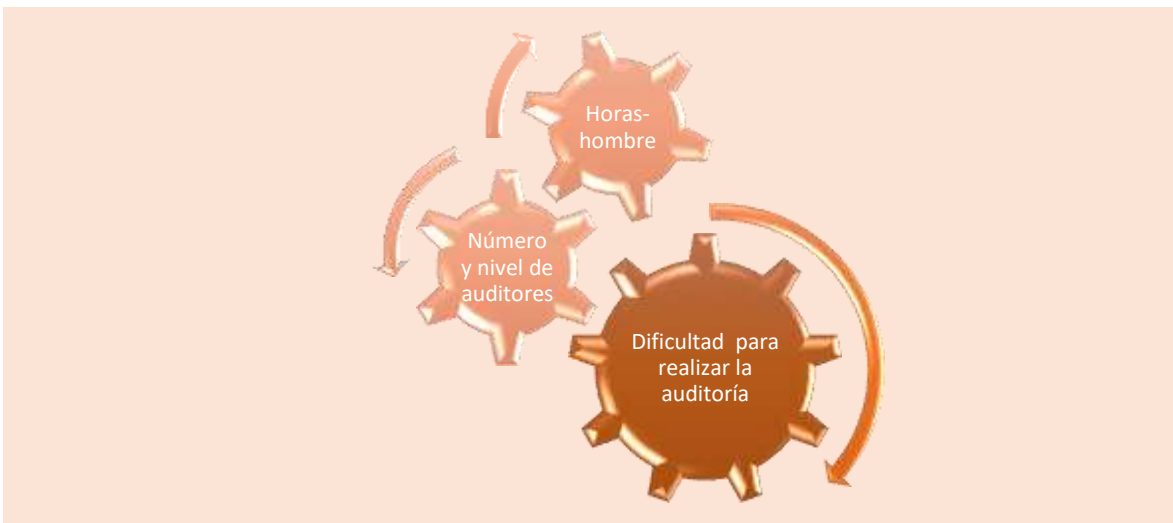 Horas-
hombre
Número
y nivel de
auditores
Dificultad para
realizar la
auditoría